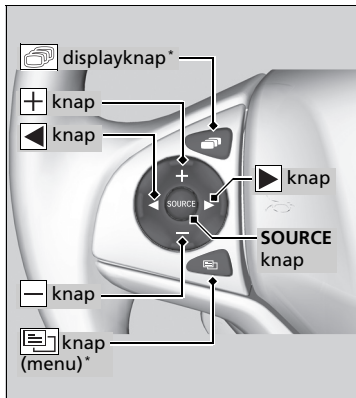 displayknap*
+ knap
◀ knap
▶ knap
SOURCE
SOURCE
knap
− knap
knap
(menu)*